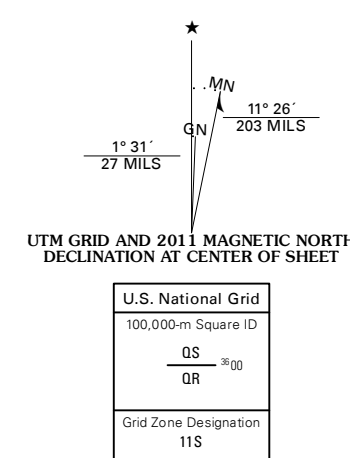 ★
MN
GN
11° 26´
203 MILS
1° 31´
27 MILS
UTM GRID AND 2011 MAGNETIC NORTH
DECLINATION AT CENTER OF SHEET
U.S. National Grid
100,000-m Square ID
QS
3600
QR
Grid Zone Designation
11S